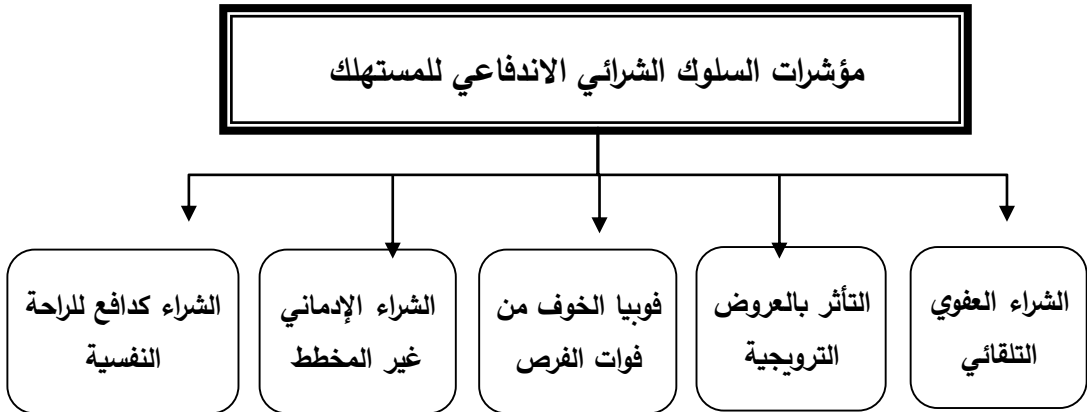 مؤشرات السلوك الشرائي الاندفاعي للمستهلك
الشراء العفوي
التلقائي
التأثر بالعروض
الترويجية
فوبيا الخوف من
فوات الفرص
الشراء الإدماني
غير المخطط
الشراء كدافع للراحة
النفسية